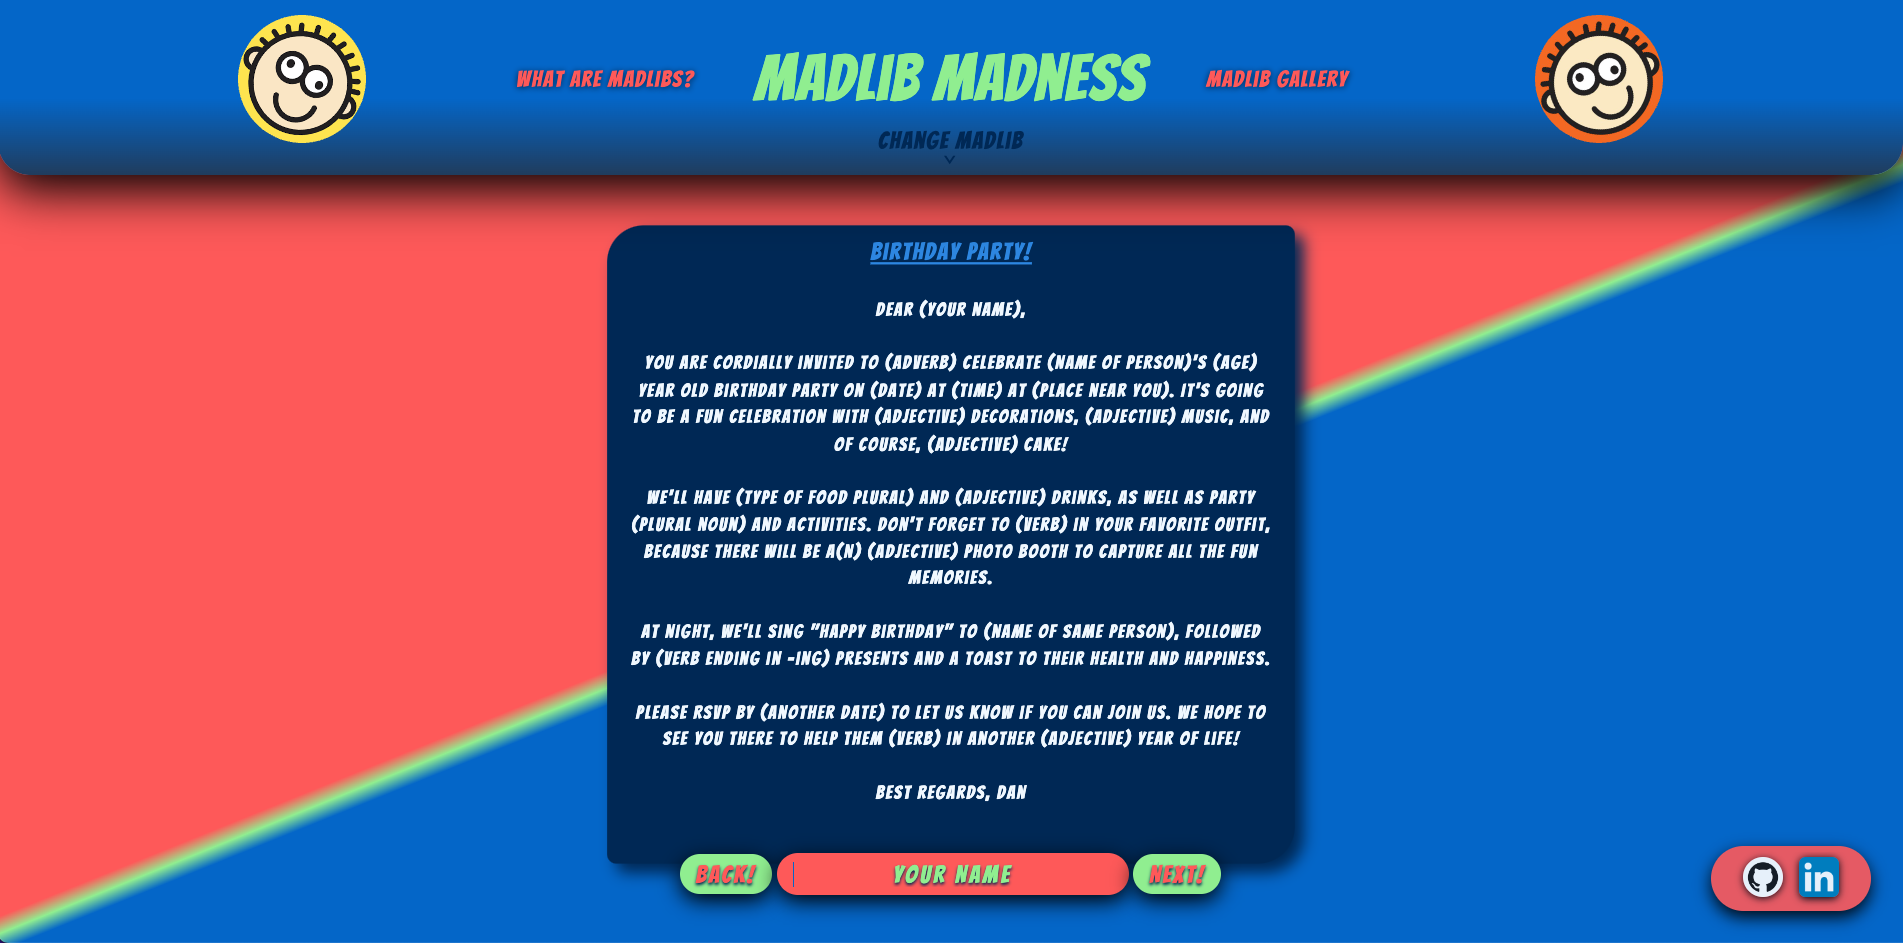 WHAT ARE MADLIBS?
MADLIB MADNESS
MADLIB GALLERY
CHANGE MADLIB
BIRTHDAY PARTY!
DEAR (YOUR NAME),
YOU ARE CORDIALLY INVITED TO (ADVERB) CELEBRATE (NAME OF PERSON)'S (AGE)
YEAR OLD BIRTHDAY PARTY ON (DATE) AT (TIME) AT (PLACE NEAR YOU). IT'S GOING
TO BE A FUN CELEBRATION WITH (ADJECTIVE) DECORATIONS, (ADJECTIVE) MUSIC, AND
OF COURSE, (ADJECTIVE) CAKE!
WE'LL HAVE (TYPE OF FOOD PLURAL) AND (ADJECTIVE) DRINKS, AS WELL AS PARTY
(PLURAL NOUN) AND ACTIVITIES. DON'T FORGET TO (VERB) IN YOUR FAVORITE OUTFIT,
BECAUSE THERE WILL BE A(N) (ADJECTIVE) PHOTO BOOTH TO CAPTURE ALL THE FUN
MEMORIES.
AT NIGHT, WE'LL SING "HAPPY BIRTHDAY" TO (NAME OF SAME PERSON), FOLLOWED
BY (VERB ENDING IN -ING) PRESENTS AND A TOAST TO THEIR HEALTH AND HAPPINESS.
PLEASE RSVP BY (ANOTHER DATE) TO LET US KNOW IF YOU CAN JOIN US. WE HOPE TO
SEE YOU THERE TO HELP THEM (VERB) IN ANOTHER (ADJECTIVE) YEAR OF LIFE!
BEST REGARDS, DAN
BACK!
YOUR NAME
NEXT!
in